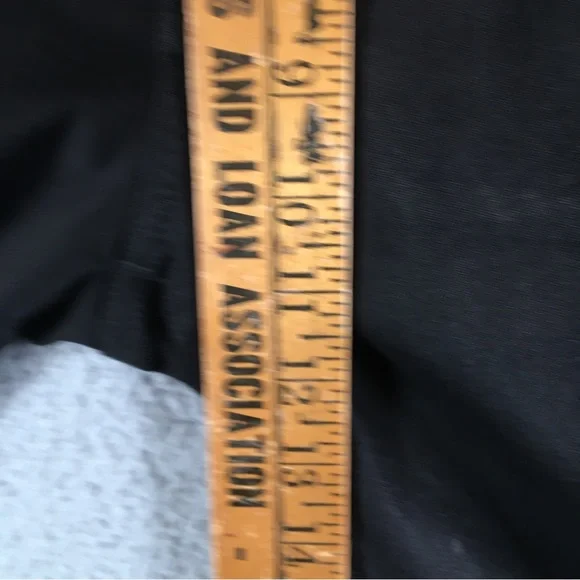 AND LOAN ASSOCIATION
9 10 11 12 13 14